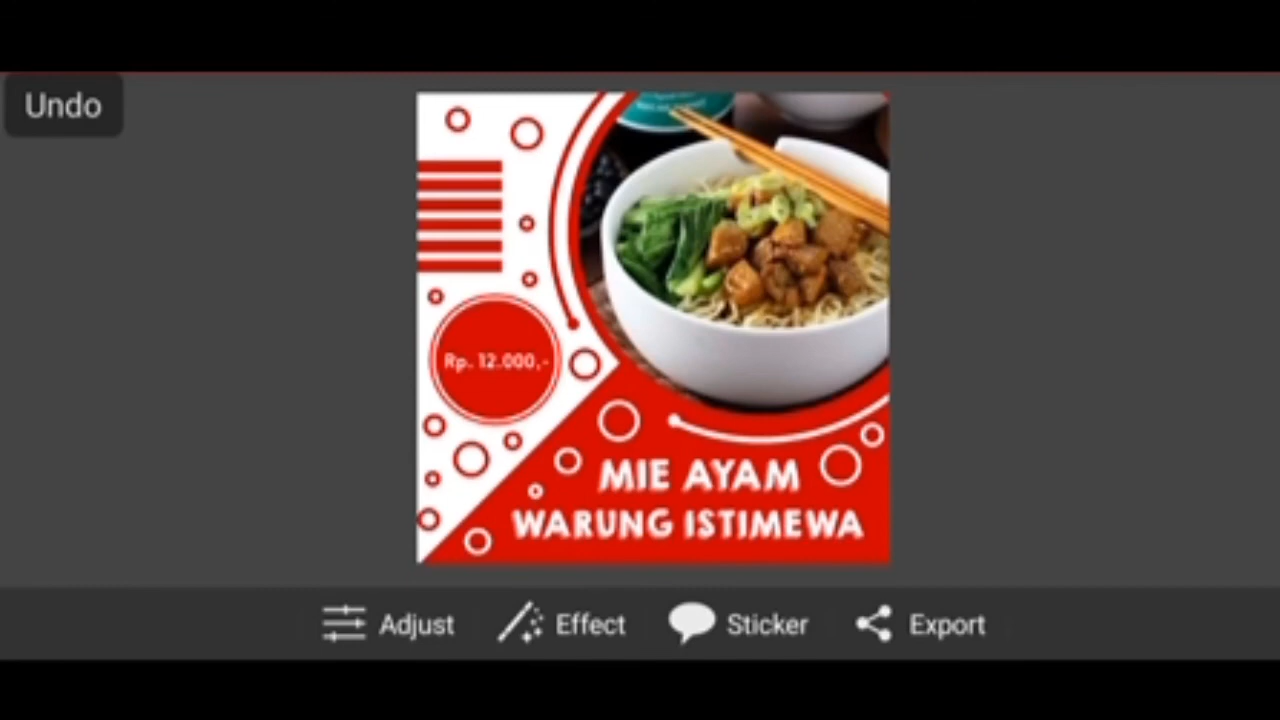 Undo
Rp. 12.000,-
MIE AYAM
WARUNG ISTIMEWA
Adjust
Effect
Sticker
Export